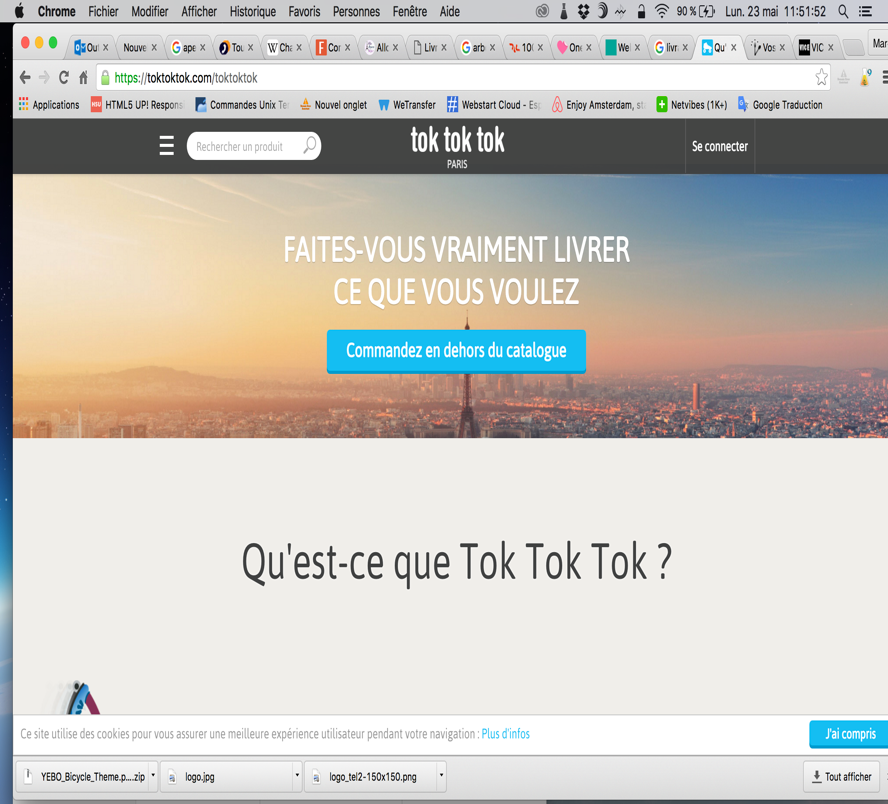 Chrome Fichier Modifier Afficher Historique Favoris Personnes Fenêtre Aide 90 % Lun. 23 mai 11:51:52
Out Nouve G ape Tou W Cha F Cor Allo Livr G arb 10( One We G livr Qu' Vos VICE VIC Mar
https://toktoktok.com/toktoktok
Applications HSU HTML5 UP! Respons Commandes Unix Ter Nouvel onglet WeTransfer Webstart Cloud - Esp Enjoy Amsterdam, st Netvibes (1K+) Google Traduction
Rechercher un produit tok tok tok Se connecter
PARIS
FAITES-VOUS VRAIMENT LIVRER
CE QUE VOUS VOULEZ
Commandez en dehors du catalogue
Qu'est-ce que Tok Tok Tok ?
Ce site utilise des cookies pour vous assurer une meilleure expérience utilisateur pendant votre navigation : Plus d'infos J'ai compris
YEBO_Bicycle_Theme.p....zip logo.jpg logo_tel2-150x150.png Tout afficher